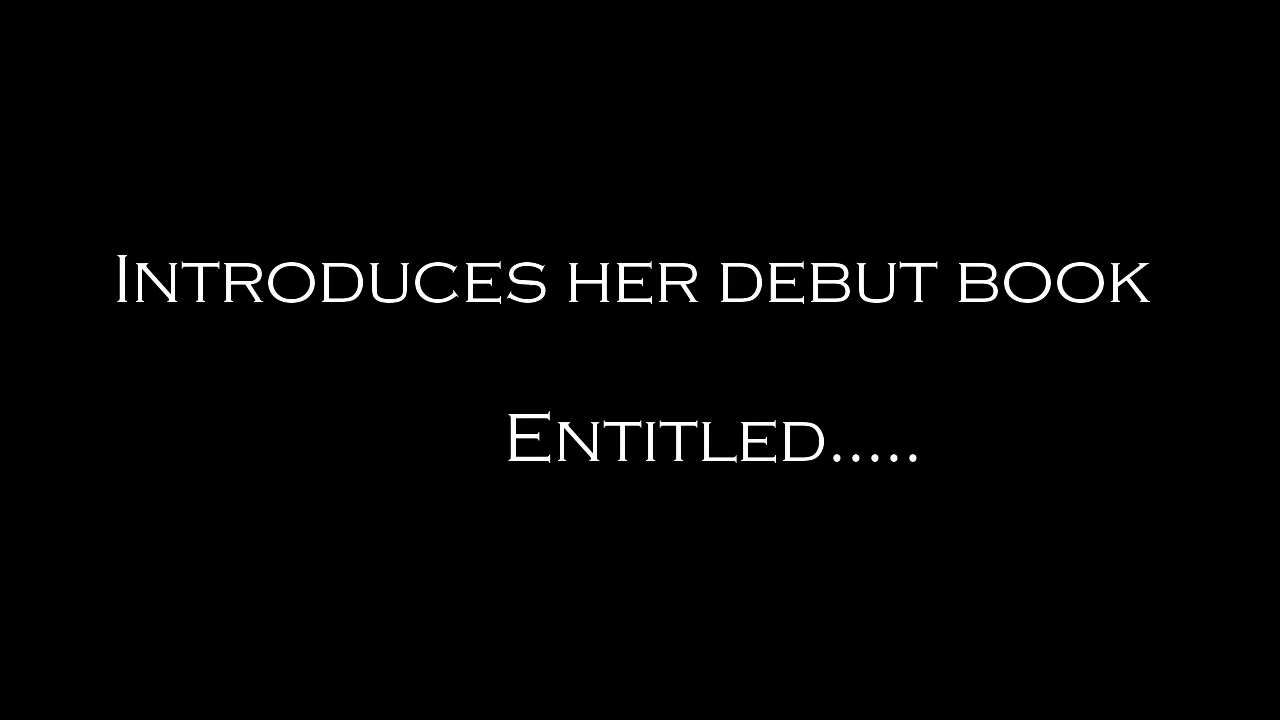 Introduces her debut book
Entitled.....